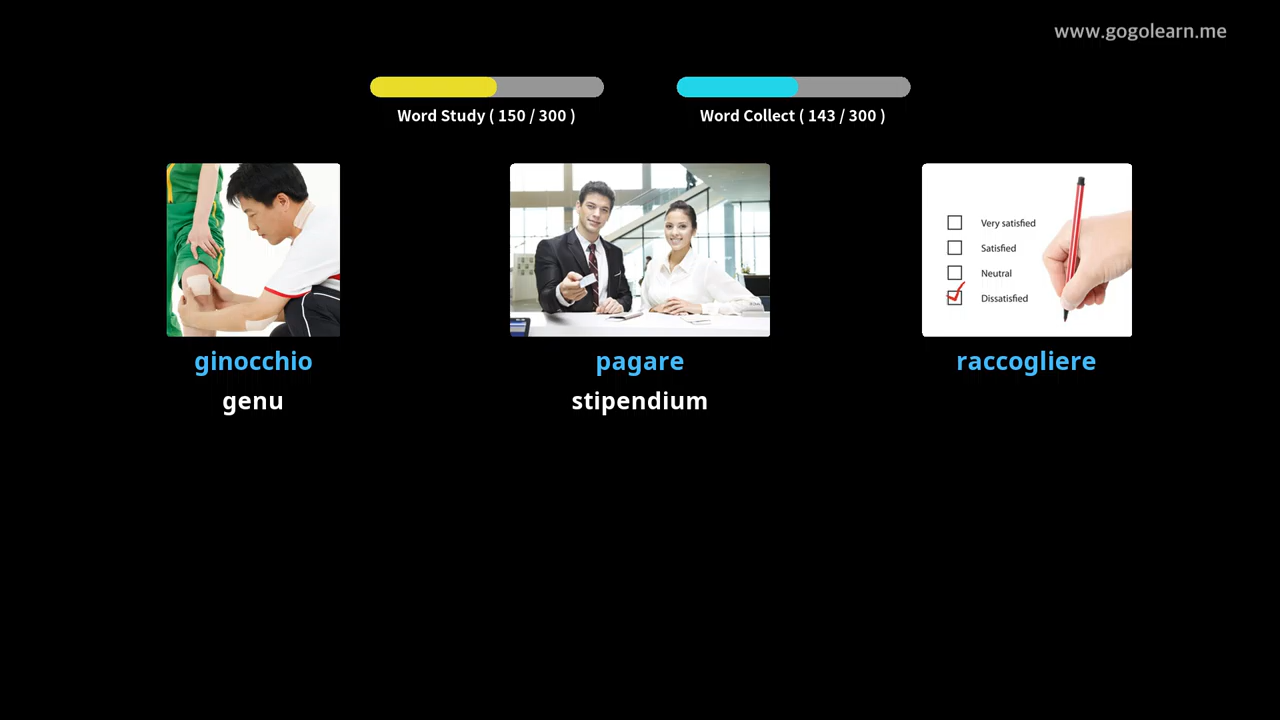 www.gogolearn.me
Word Study ( 150 / 300 )
Word Collect ( 143 / 300 )
Very satisfied
Satisfied
Neutral
Dissatisfied
ginocchio
pagare
raccogliere
genu
stipendium